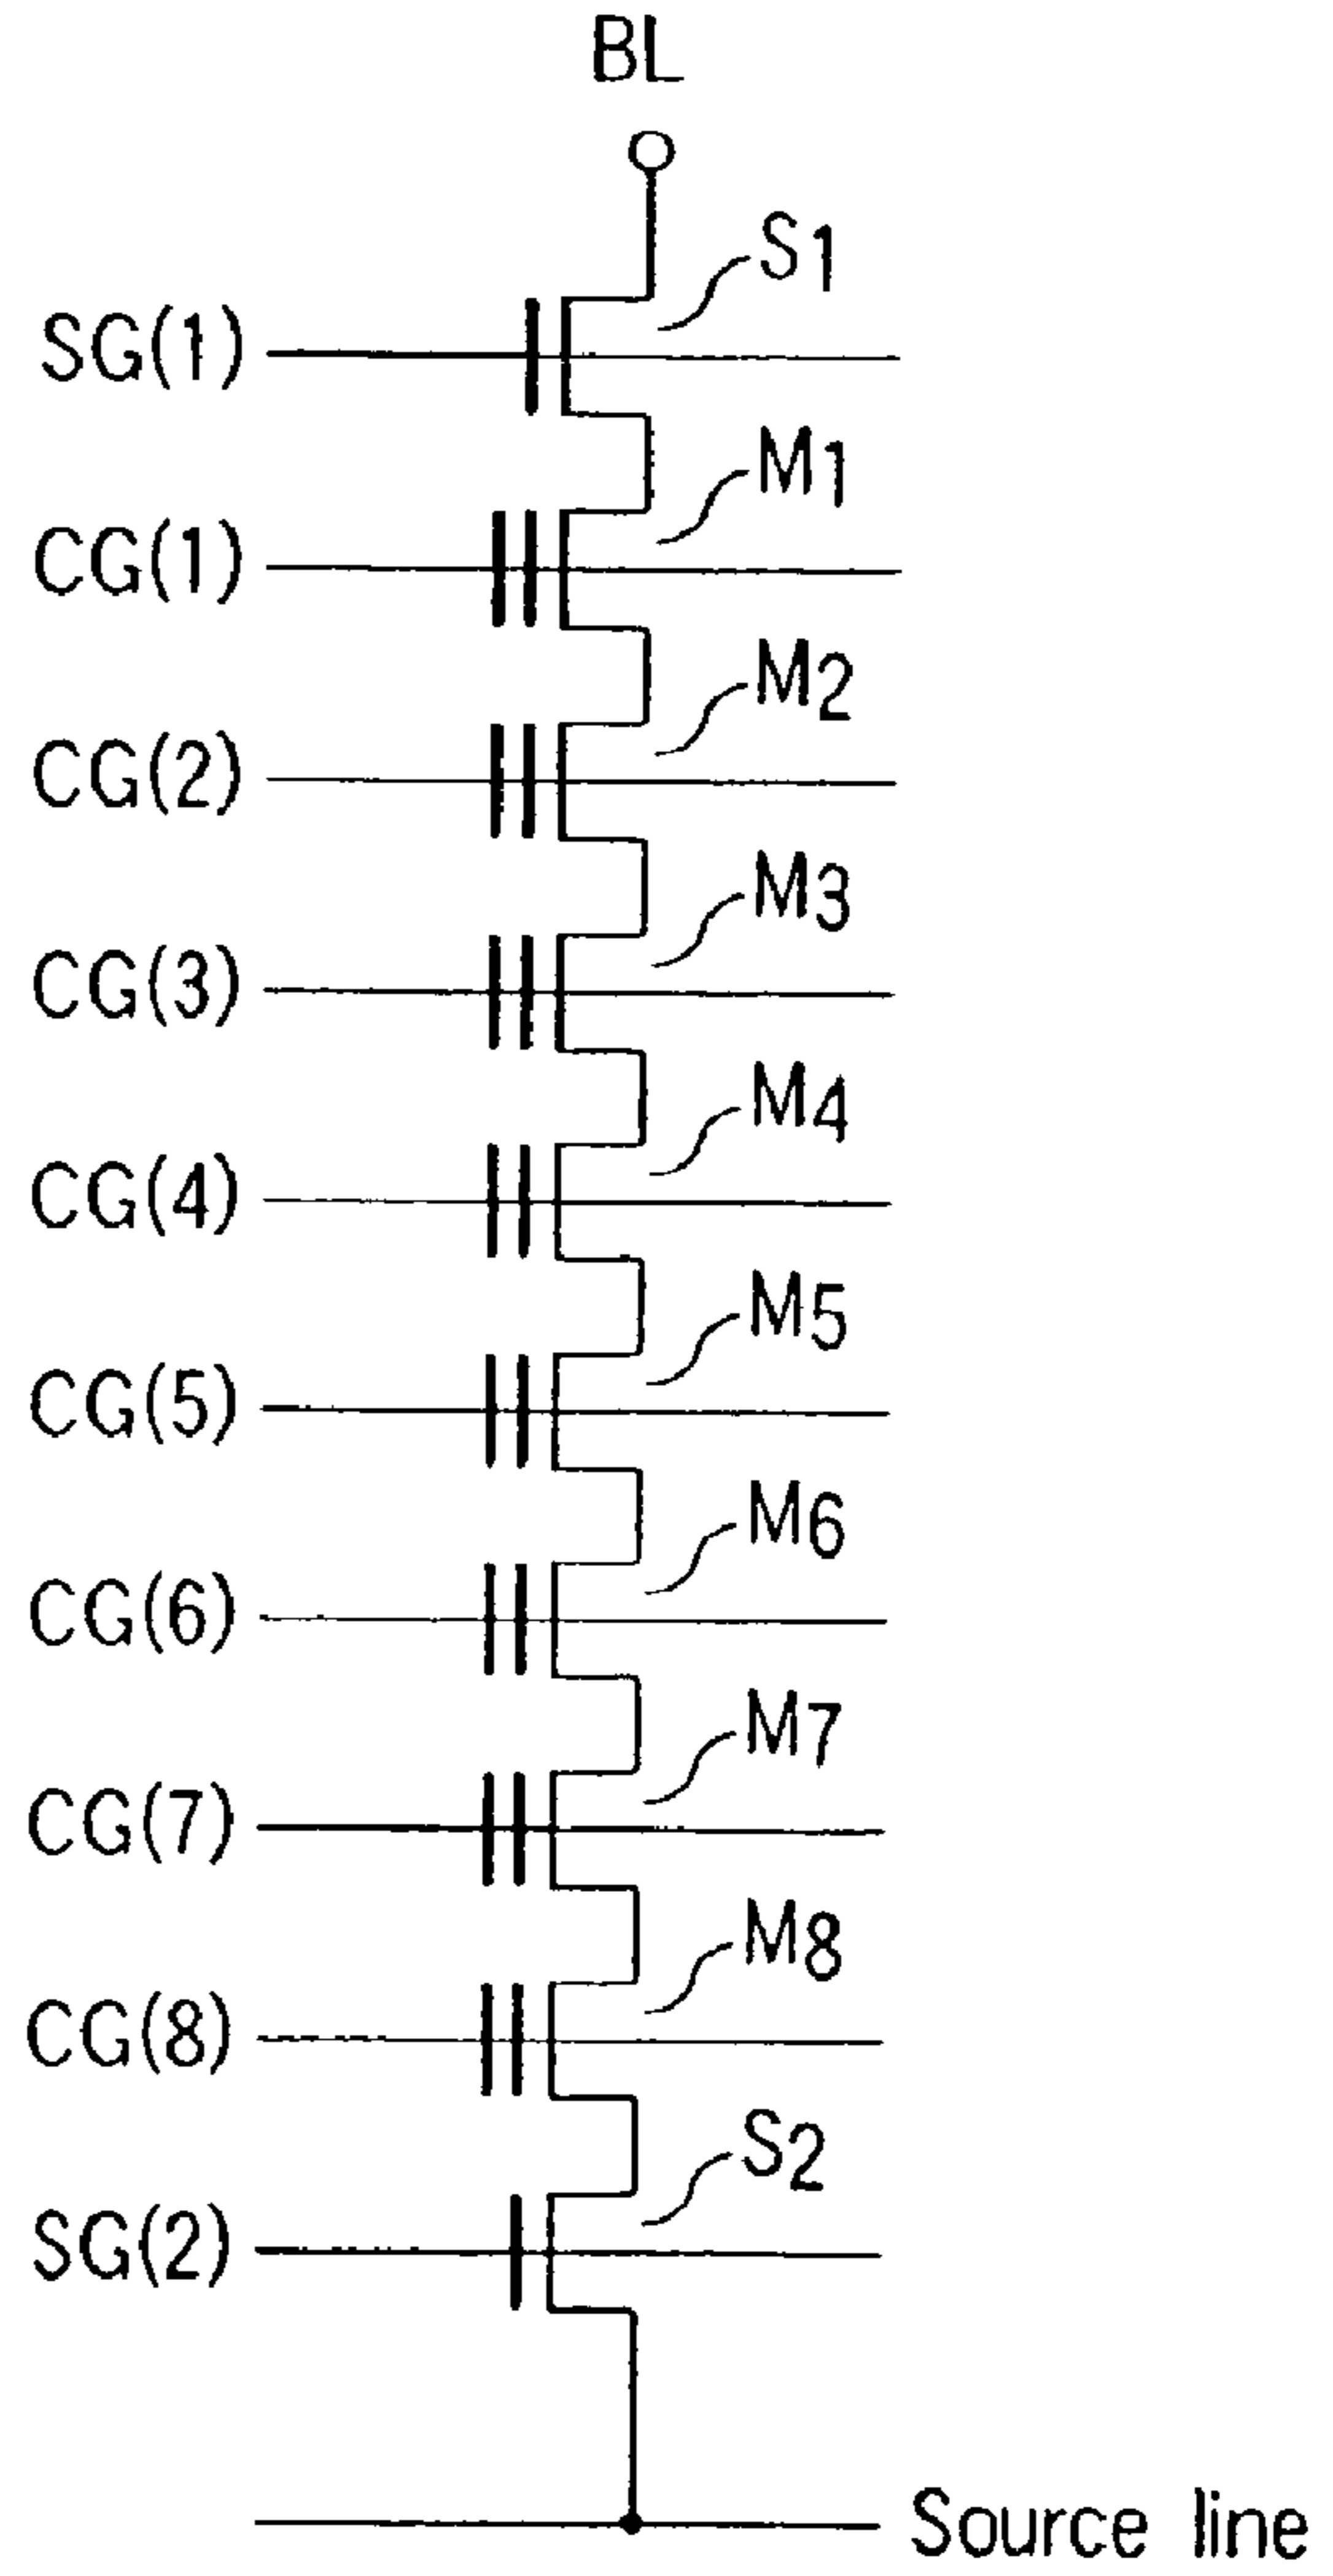 BL
S1
SG(1)
M1
CG(1)
M2
CG(2)
M3
CG(3)
M4
CG(4)
M5
CG(5)
M6
CG(6)
M7
CG(7)
M8
CG(8)
S2
SG(2)
Source line